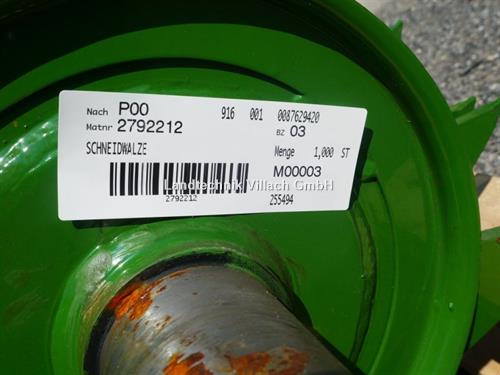 Nach POO 916 001 0087629420
Matnr 2792212 BZ 03
SCHNEIDWALZE Menge 1,000 ST
M00003
Landtechnik Villach GmbH
2792212 255494